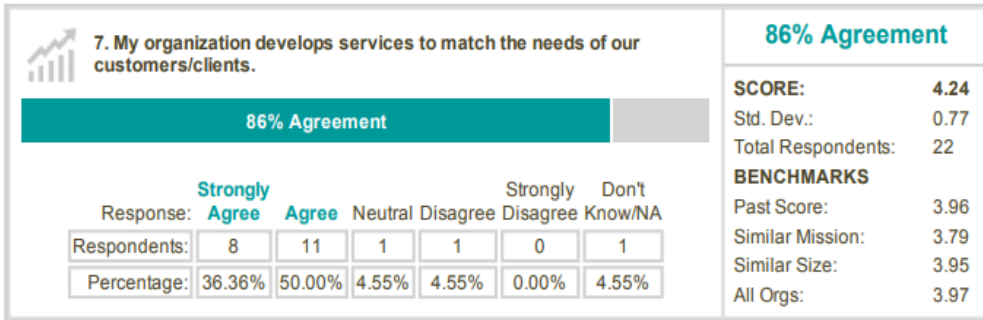 7. My organization develops services to match the needs of our
customers/clients.
86% Agreement
Response: Strongly Agree Agree Neutral Disagree Strongly Disagree Don't Know/NA
Respondents: 8 11 1 1 0 1
Percentage: 36.36% 50.00% 4.55% 4.55% 0.00% 4.55%
86% Agreement
SCORE: 4.24
Std. Dev.: 0.77
Total Respondents: 22
BENCHMARKS
Past Score: 3.96
Similar Mission: 3.79
Similar Size: 3.95
All Orgs: 3.97